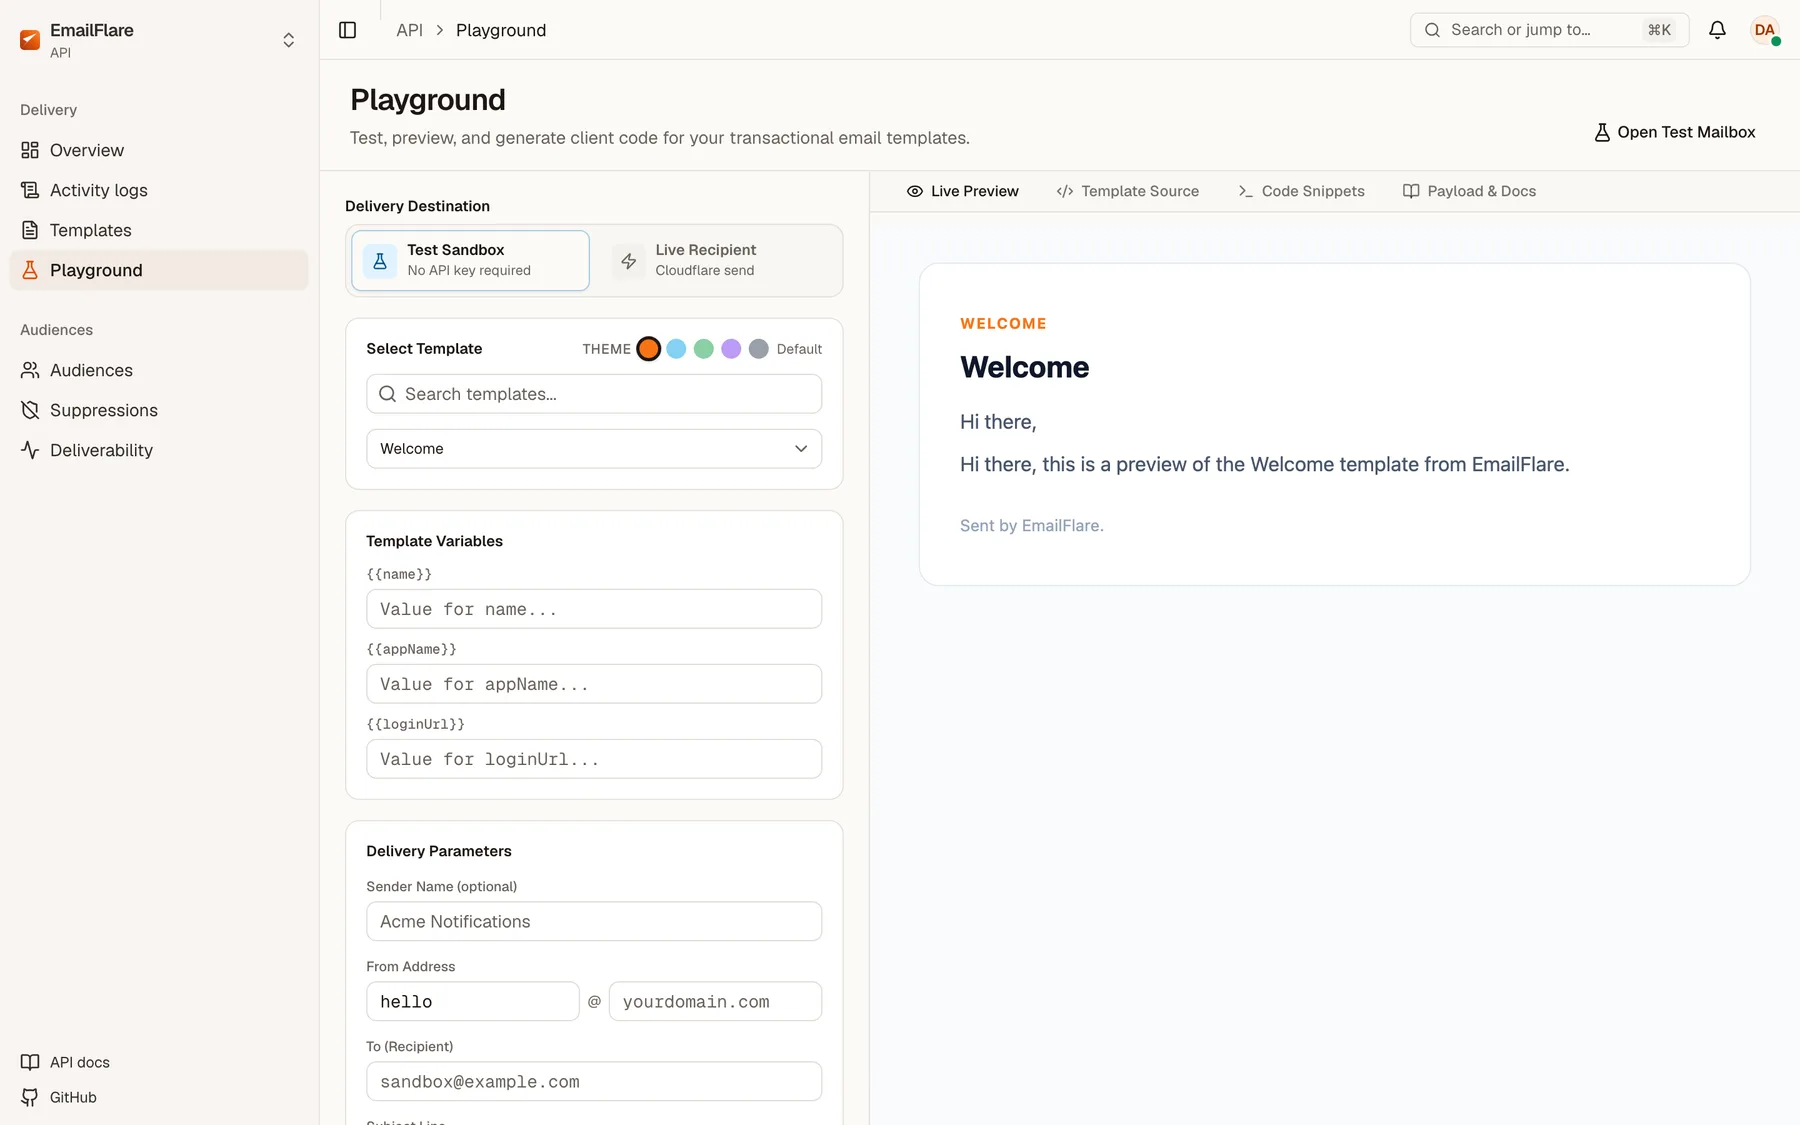 EmailFlare
API
Delivery
Overview
Activity logs
Templates
Playground
Audiences
Audiences
Suppressions
Deliverability
API docs
GitHub
API > Playground
Search or jump to... ⌘K
DA
Playground
Test, preview, and generate client code for your transactional email templates.
Open Test Mailbox
Delivery Destination
Test Sandbox
No API key required
Live Recipient
Cloudflare send
Select Template
THEME
Default
Search templates...
Welcome
Template Variables
{{name}}
Value for name...
{{appName}}
Value for appName...
{{loginUrl}}
Value for loginUrl...
Delivery Parameters
Sender Name (optional)
Acme Notifications
From Address
hello @ yourdomain.com
To (Recipient)
sandbox@example.com
Subject Line
Live Preview
Template Source
Code Snippets
Payload & Docs
WELCOME
Welcome
Hi there,
Hi there, this is a preview of the Welcome template from EmailFlare.
Sent by EmailFlare.